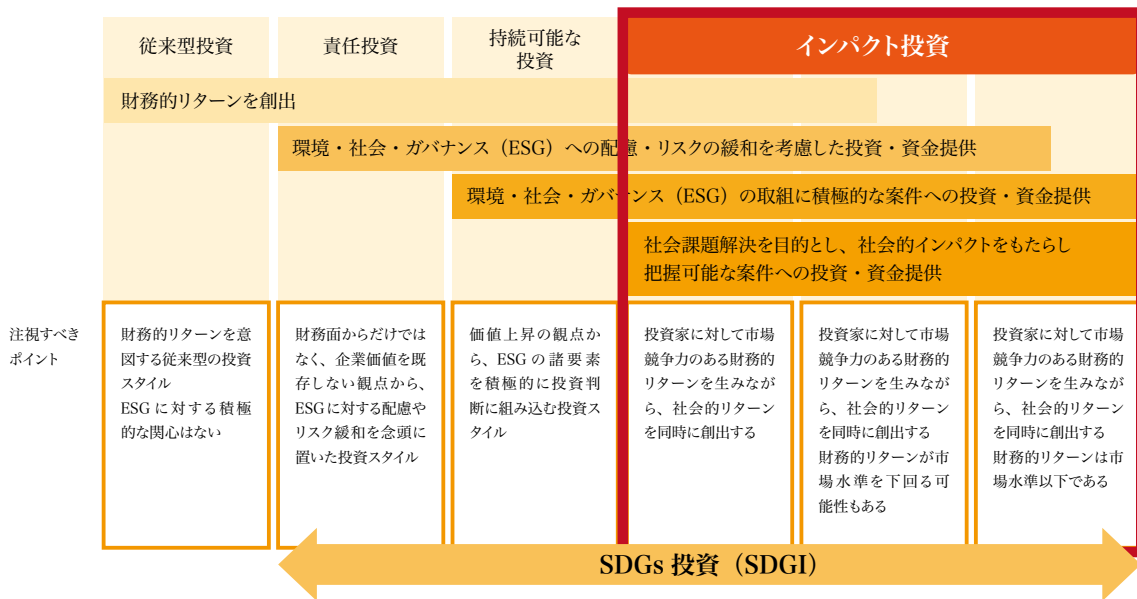 従来型投資
責任投資
持続可能な
投資
インパクト投資
財務的リターンを創出
環境・社会・ガバナンス（ESG）への配慮・リスクの緩和を考慮した投資・資金提供
環境・社会・ガバナンス（ESG）の取組に積極的な案件への投資・資金提供
社会課題解決を目的とし、社会的インパクトをもたらし
把握可能な案件への投資・資金提供
注視すべき
ポイント
財務的リターンを意
図する従来型の投資
スタイル
ESGに対する積極
的な関心はない
財務面からだけでは
なく、企業価値を既
存しない観点から、
ESGに対する配慮や
リスク緩和を念頭に
置いた投資スタイル
価値上昇の観点か
ら、ESGの諸要素
を積極的に投資判
断に組み込む投資ス
タイル
投資家に対して市場
競争力のある財務的
リターンを生みなが
ら、社会的リターン
を同時に創出する
投資家に対して市場
競争力のある財務的
リターンを生みなが
ら、社会的リターン
を同時に創出する
財務的リターンが市
場水準を下回る可
能性もある
投資家に対して市場
競争力のある財務的
リターンを生みなが
ら、社会的リターン
を同時に創出する
財務的リターンは市
場水準以下である
SDGs 投資（SDGI）